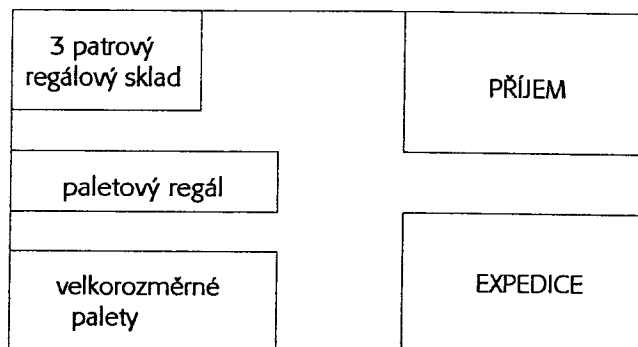 3 patrový
regálový sklad
PŘÍJEM
paletový regál
velkorozměrné
palety
EXPEDICE